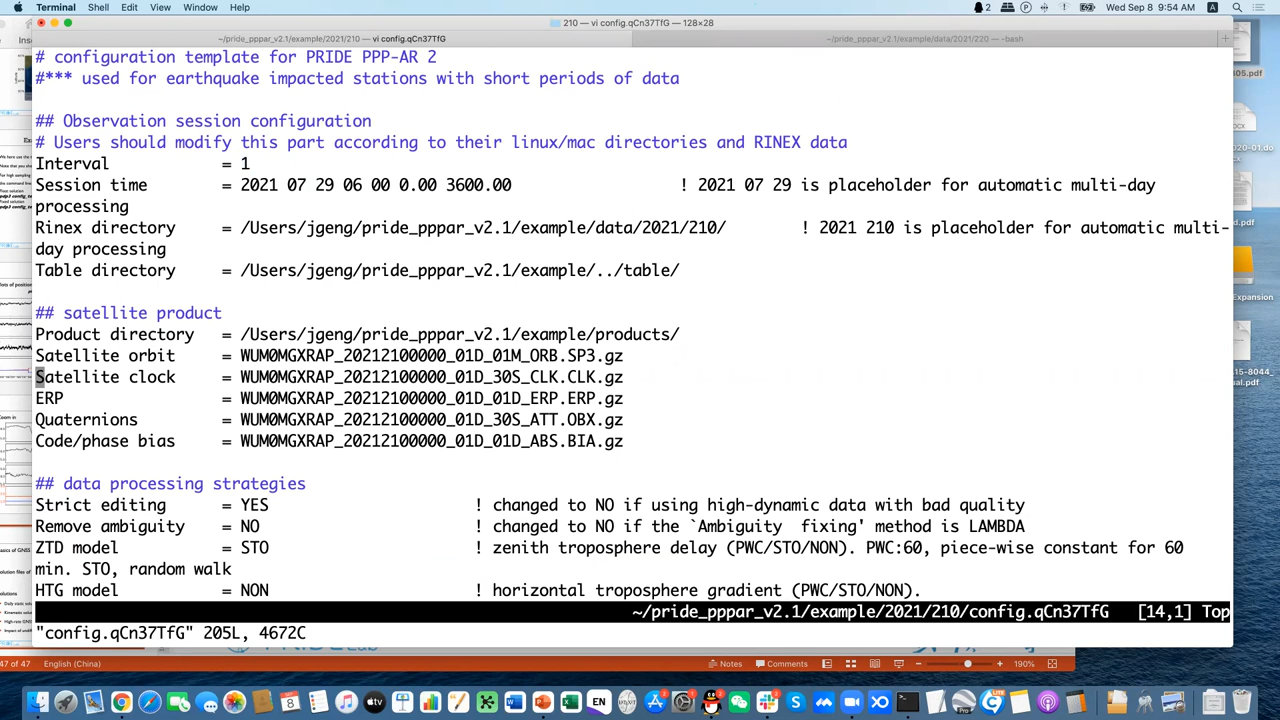 Terminal Shell Edit View Window Help
2
Wed Sep 8 9:54 AM
210 — vi config.qCn37TfG — 128×28
~/pride_pppar_v2.1/example/2021/210 — vi config.qCn37TfG
~/pride_pppar_v2.1/example/data/2021/220 — -bash
# configuration template for PRIDE PPP-AR 2
#*** used for earthquake impacted stations with short periods of data
## Observation session configuration
# Users should modify this part according to their linux/mac directories and RINEX data
Interval = 1
Session time = 2021 07 29 06 00 0.00 3600.00 ! 2021 07 29 is placeholder for automatic multi-day
processing
Rinex directory = /Users/jgeng/pride_pppar_v2.1/example/data/2021/210/ ! 2021 210 is placeholder for automatic multi-
day processing
Table directory = /Users/jgeng/pride_pppar_v2.1/example/../table/
## satellite product
Product directory = /Users/jgeng/pride_pppar_v2.1/example/products/
Satellite orbit = WUM0MGXRAP_20212100000_01D_01M_ORB.SP3.gz
Satellite clock = WUM0MGXRAP_20212100000_01D_30S_CLK.CLK.gz
ERP = WUM0MGXRAP_20212100000_01D_01D_ERP.ERP.gz
Quaternions = WUM0MGXRAP_20212100000_01D_30S_ATT.OBX.gz
Code/phase bias = WUM0MGXRAP_20212100000_01D_01D_ABS.BIA.gz
## data processing strategies
Strict editing = YES ! changed to NO if using high-dynamic data with bad quality
Remove ambiguity = NO ! changed to NO if the `Ambiguity fixing' method is LAMBDA
ZTD model = STO ! zenith troposphere delay (PWC/STO/NON). PWC:60, piece-wise constant for 60
min. STO, random walk
HTG model = NON ! horizontal troposphere gradient (PWC/STO/NON).
~/pride_pppar_v2.1/example/2021/210/config.qCn37TfG [14,1] Top
"config.qCn37TfG" 205L, 4672C
47 of 47 English (China) Notes Comments 190%
Expansion